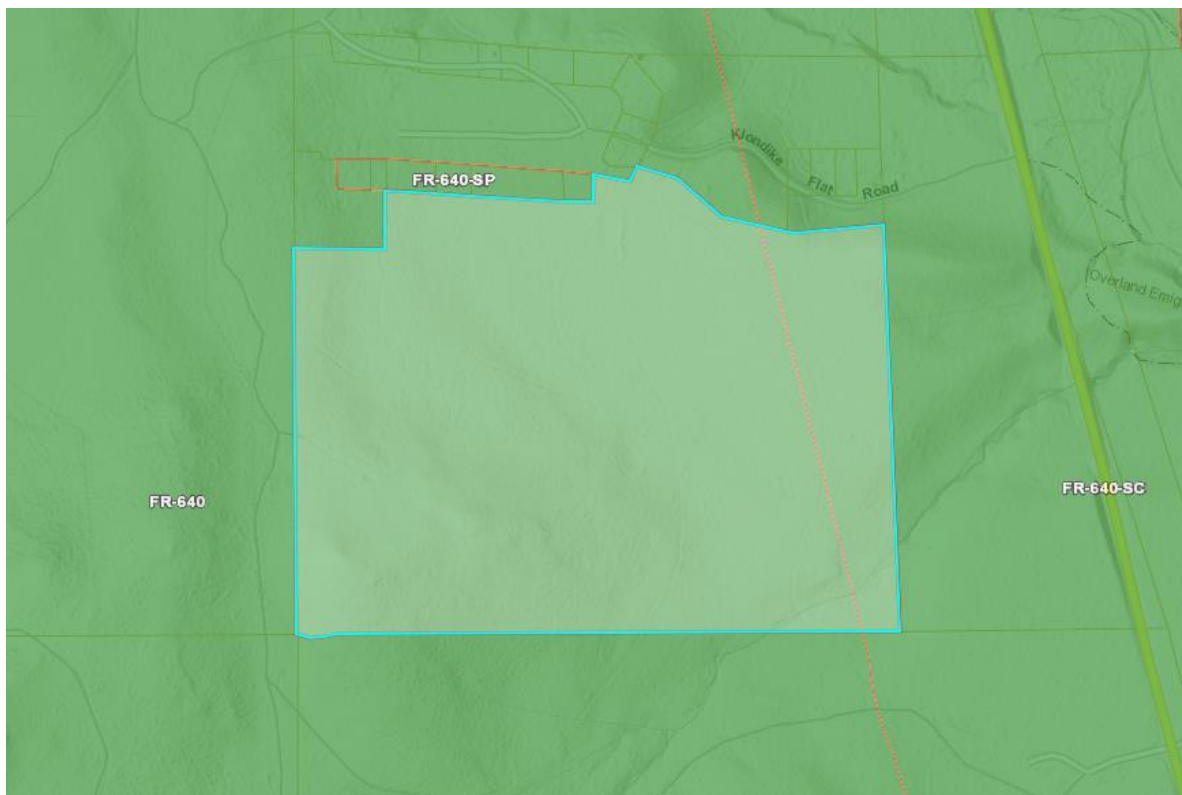 Klondike Flat Road
FR-640-SP
Overland Emig
FR-640
FR-640-SC